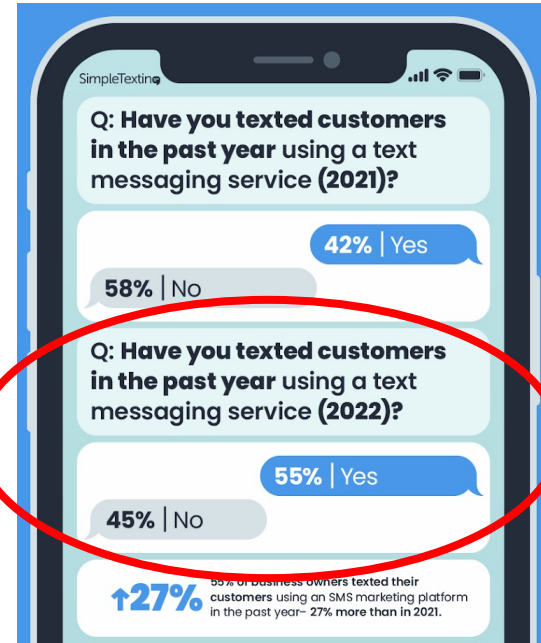 SimpleTexting
Q: Have you texted customers
in the past year using a text
messaging service (2021)?
42% | Yes
58% | No
Q: Have you texted customers
in the past year using a text
messaging service (2022)?
55% | Yes
45% | No
↑27%
55% of business owners texted their
customers using an SMS marketing platform
in the past year– 27% more than in 2021.